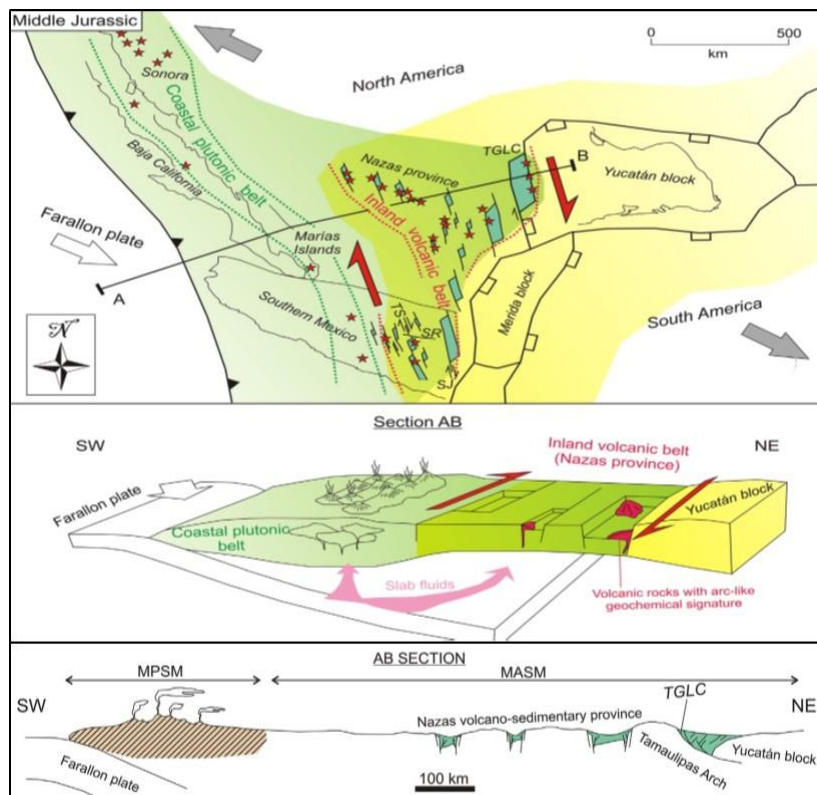 Middle Jurassic
0
500
km
North America
Sonora
Coastal plutonic belt
Baja California
Nazas province
TGLC
B
Yucatán block
Inland volcanic belt
Farallon plate
Marías
Islands
A
Southern Mexico
TS
SR
SJ
Merida block
South America
N
Section AB
SW
NE
Inland volcanic belt
(Nazas province)
Farallon plate
Yucatán block
Coastal plutonic
belt
Slab fluids
Volcanic rocks with arc-like
geochemical signature
AB SECTION
MPSM
MASM
SW
TGLC
NE
Nazas volcano-sedimentary province
Farallon plate
100 km
Tamaulipas Arch
Yucatán block